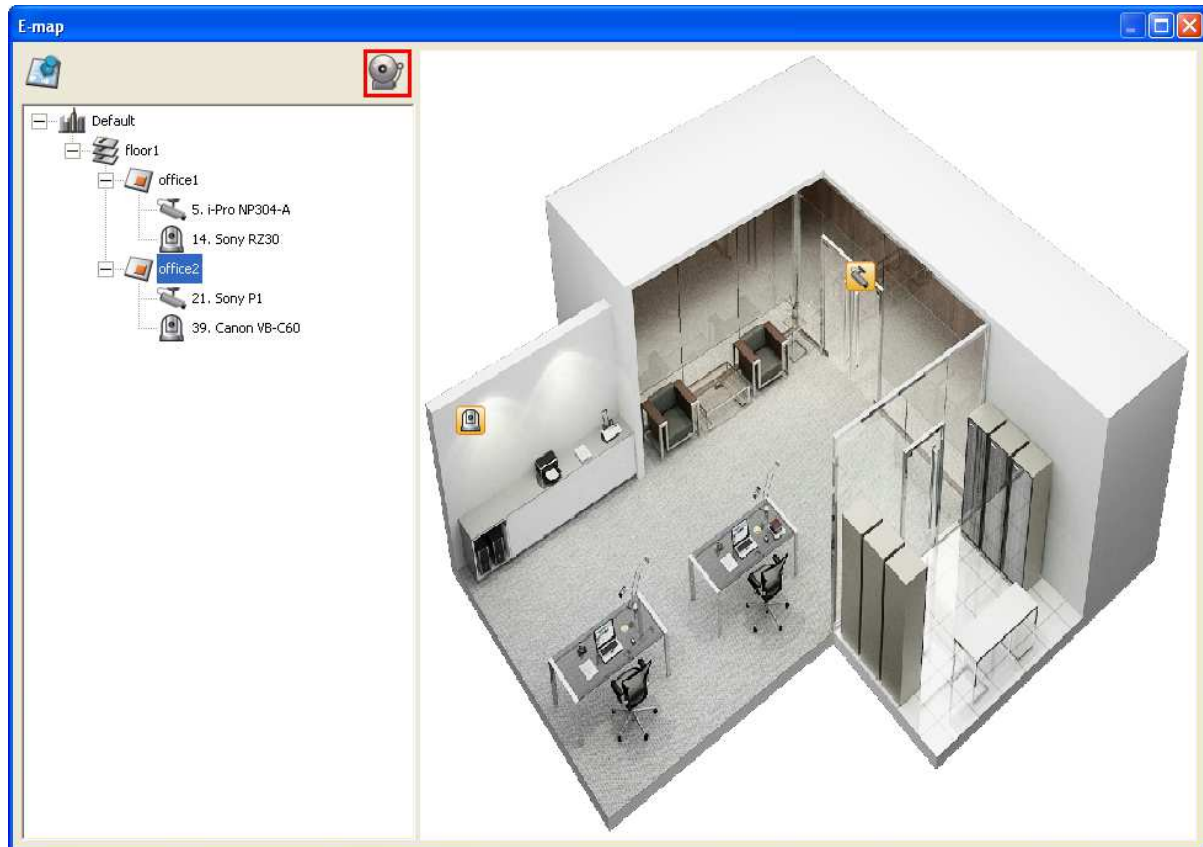 E-map
Default
floor1
office1
5. i-Pro NP304-A
14. Sony RZ30
office2
21. Sony P1
39. Canon VB-C60